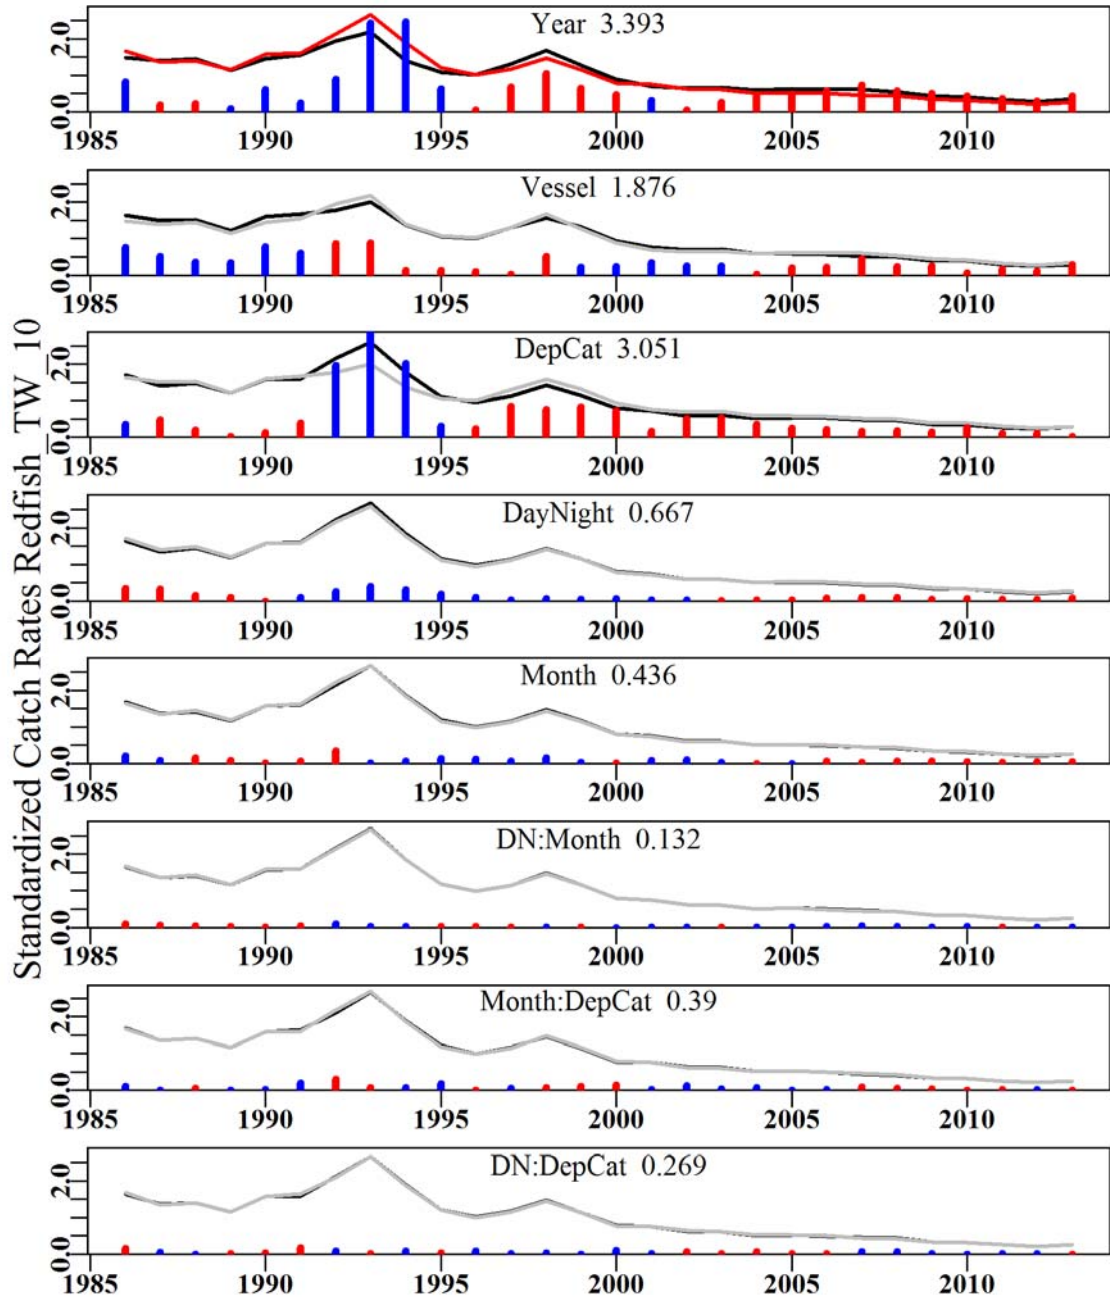 Standardized Catch Rates Redfish_TW_10
Year 3.393
0.0 2.0
1985 1990 1995 2000 2005 2010
Vessel 1.876
0.0 2.0
1985 1990 1995 2000 2005 2010
DepCat 3.051
0.0 2.0
1985 1990 1995 2000 2005 2010
DayNight 0.667
0.0 2.0
1985 1990 1995 2000 2005 2010
Month 0.436
0.0 2.0
1985 1990 1995 2000 2005 2010
DN:Month 0.132
0.0 2.0
1985 1990 1995 2000 2005 2010
Month:DepCat 0.39
0.0 2.0
1985 1990 1995 2000 2005 2010
DN:DepCat 0.269
0.0 2.0
1985 1990 1995 2000 2005 2010